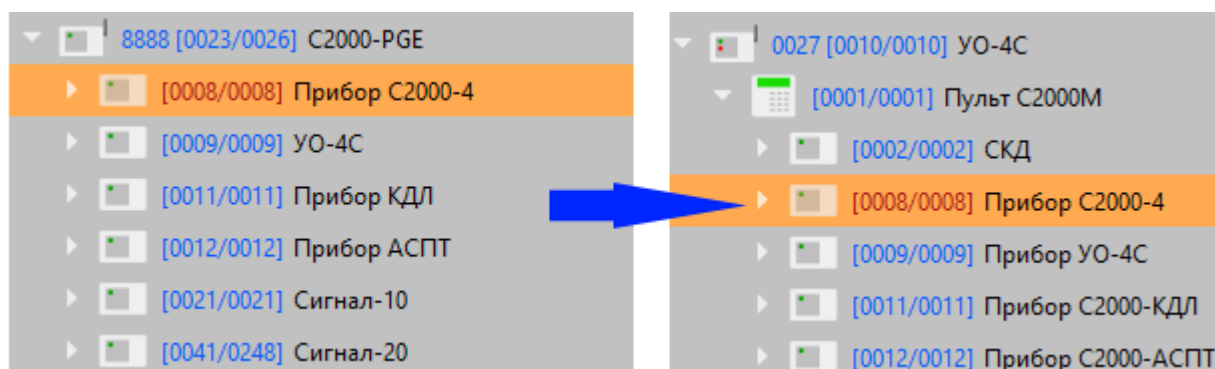 8888 [0023/0026] C2000-PGE
[0008/0008] Прибор С2000-4
[0009/0009] УО-4С
[0011/0011] Прибор КДЛ
[0012/0012] Прибор АСПТ
[0021/0021] Сигнал-10
[0041/0248] Сигнал-20
0027 [0010/0010] УО-4С
[0001/0001] Пульт С2000М
[0002/0002] СКД
[0008/0008] Прибор С2000-4
[0009/0009] Прибор УО-4С
[0011/0011] Прибор С2000-КДЛ
[0012/0012] Прибор С2000-АСПТ